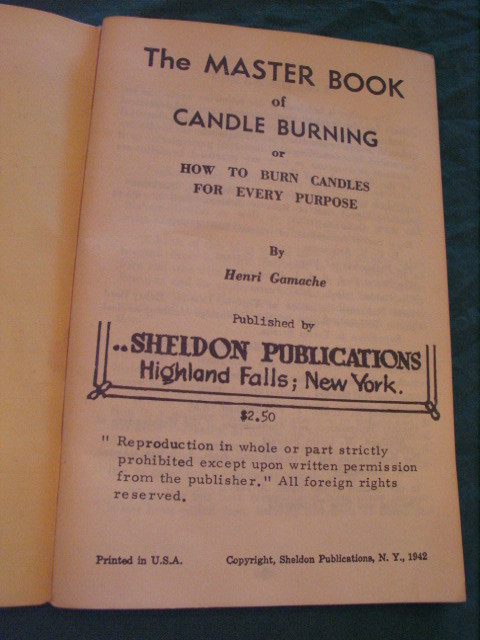 The MASTER BOOK
of
CANDLE BURNING
or
HOW TO BURN CANDLES
FOR EVERY PURPOSE
By
Henri Gamache
Published by
..SHELDON PUBLICATIONS
Highland Falls; New York.
$2.50
" Reproduction in whole or part strictly
prohibited except upon written permission
from the publisher." All foreign rights
reserved.
Printed in U.S.A. Copyright, Sheldon Publications, N. Y., 1942